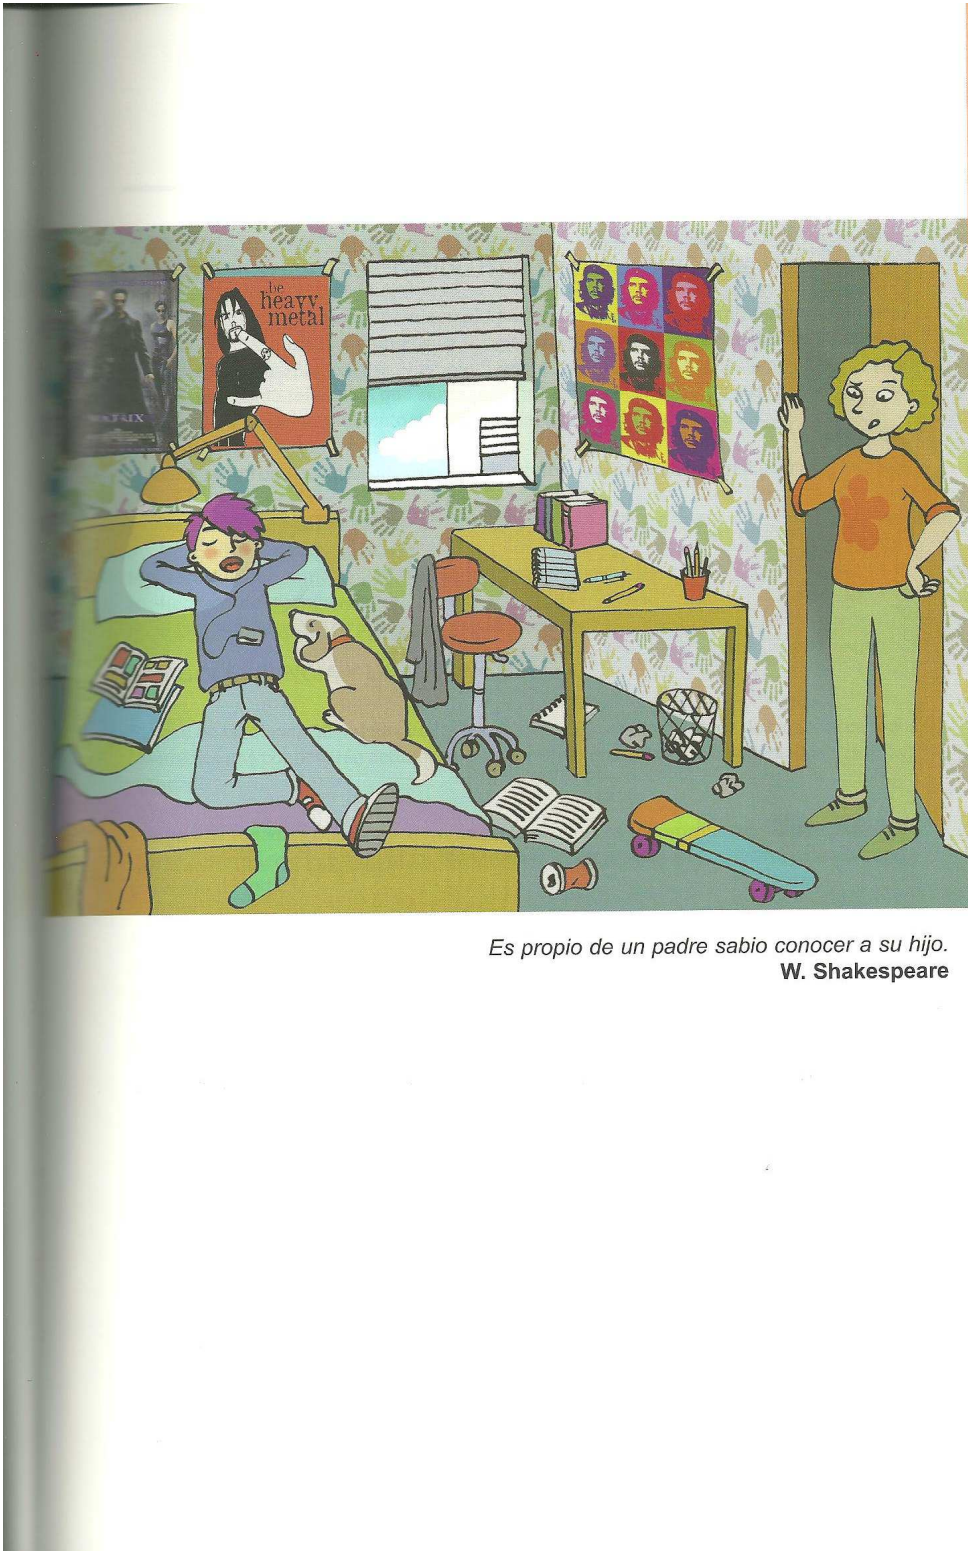 be
heavy
metal
Es propio de un padre sabio conocer a su hijo.
W. Shakespeare